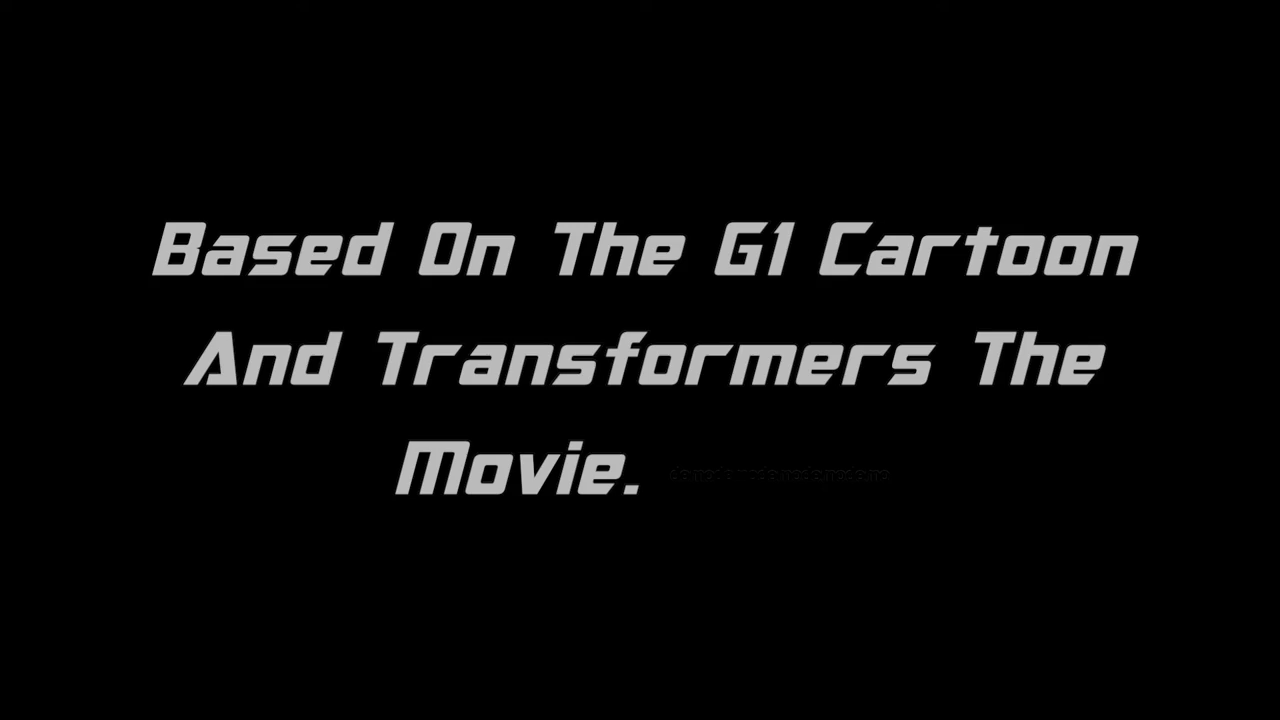 Based On The G1 Cartoon
And Transformers The
Movie.